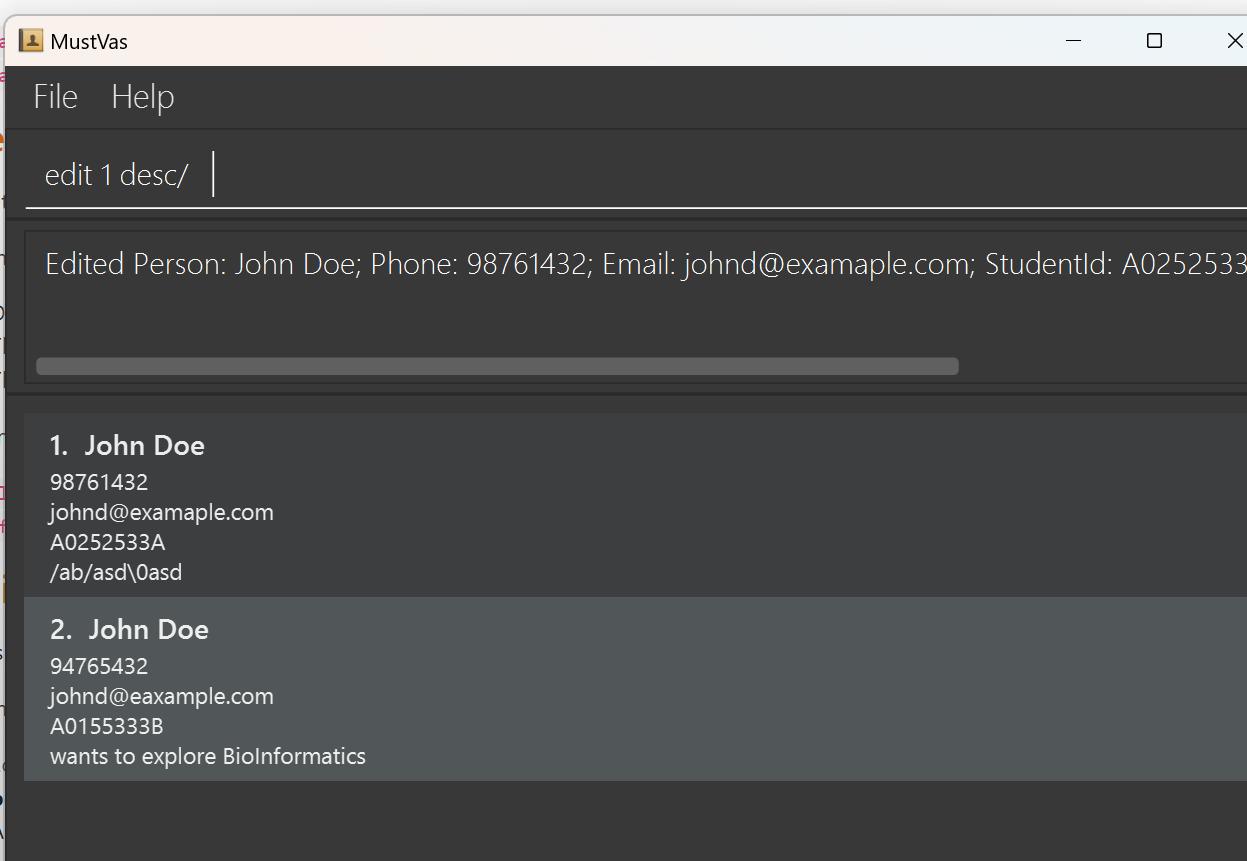 MustVas
File Help
edit 1 desc/
Edited Person: John Doe; Phone: 98761432; Email: johnd@examaple.com; StudentId: A0252533
1. John Doe
98761432
johnd@examaple.com
A0252533A
/ab/asd\0asd
2. John Doe
94765432
johnd@eaxample.com
A0155333B
wants to explore BioInformatics